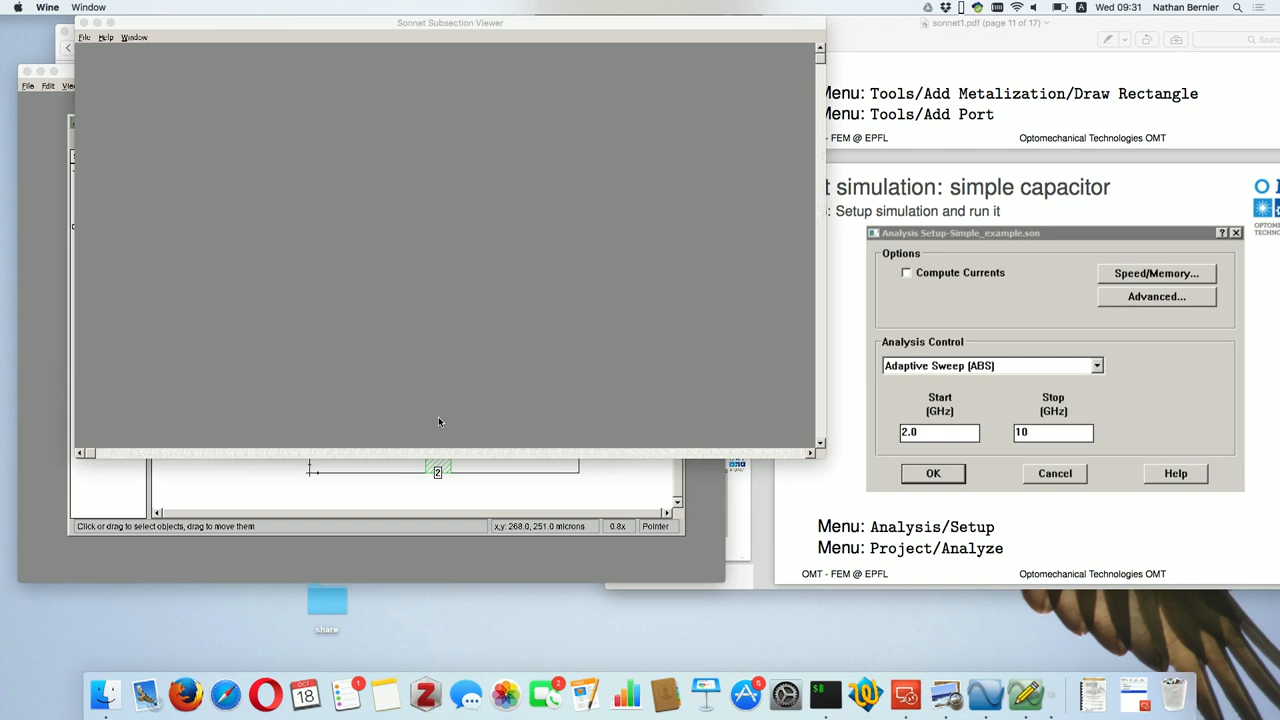 Wine Window
Wed 09:31 Nathan Bernier
Sonnet Subsection Viewer
File Help Window
sonnet1.pdf (page 11 of 17)
File Edit
Menu: Tools/Add Metalization/Draw Rectangle
Menu: Tools/Add Port
- FEM @ EPFL Optomechanical Technologies OMT
t simulation: simple capacitor
: Setup simulation and run it
Analysis Setup-Simple_example.son
Options
Compute Currents
Speed/Memory...
Advanced...
Analysis Control
Adaptive Sweep (ABS)
Start Stop
(GHz) (GHz)
2.0 10
OK Cancel Help
2
Click or drag to select objects, drag to move them x,y: 268.0, 251.0 microns 0.8x Pointer
Menu: Analysis/Setup
Menu: Project/Analyze
OMT - FEM @ EPFL Optomechanical Technologies OMT
share
OCT
18
1
2
5